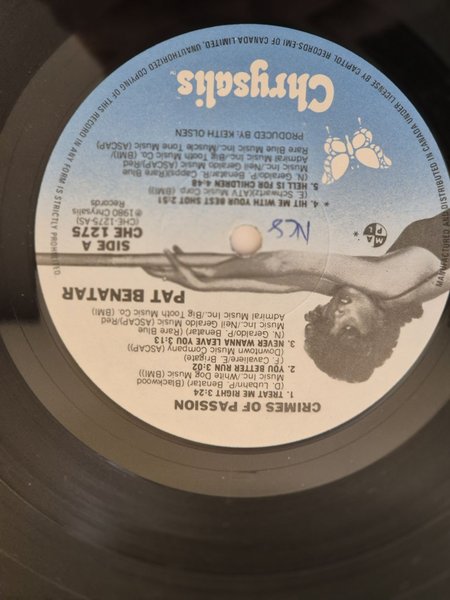 CRIMES OF PASSION
1. TREAT ME RIGHT 3:24
(D. Lubahn/P. Benatar) (Blackwood
Music Inc./White Dog Music (BMI))
2. YOU BETTER RUN 3:02
(F. Cavaliere/E. Brigate)
Downtown Music Company (ASCAP))
3. NEVER WANNA LEAVE YOU 3:13
(N. Geraldo/P. Benatar) (Rare Blue
Music Inc./Neil Music Geraldo Music (ASCAP)/Red
Admiral Music Inc./Big Tooth Music Co. (BMI))
PAT BENATAR
SIDE A
CHE 1275
(CHE-1275-AS)
℗1980 Chrysalis
Records
MAPL
NC8
* 4. HIT ME WITH YOUR BEST SHOT 2:51
(E. Schwartz)(ATV Music Corp. (BMI))
5. HELL IS FOR CHILDREN 4:48
(N. Geraldo/P. Benatar/R. Capps)(Rare Blue
Music Inc./Neil Geraldo Music (ASCAP)/Red
Admiral Music Inc./Big Tooth Music Co. (BMI)
Rare Blue Music Inc./Muscle Tone Music (ASCAP)
PRODUCED BY: KEITH OLSEN
Chrysalis
TM
MANUFACTURED AND DISTRIBUTED IN CANADA UNDER LICENSE BY CAPITOL RECORDS-EMI OF CANADA LIMITED. UNAUTHORIZED COPYING OF THIS RECORD IN ANY FORM IS STRICTLY PROHIBITED.